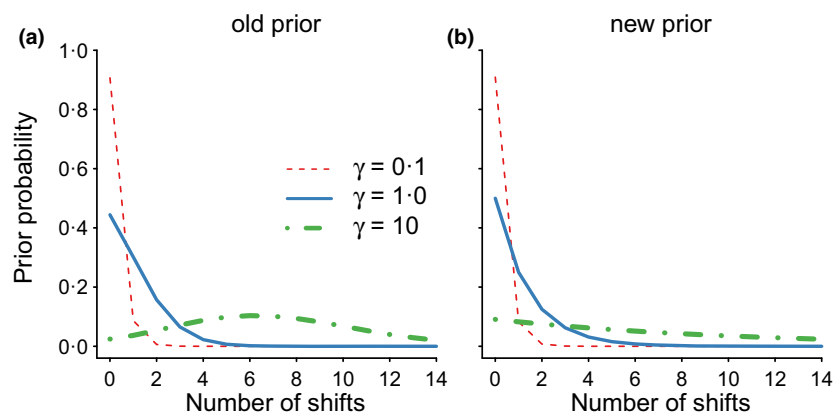 (a) old prior
(b) new prior
Prior probability
1·0
0·8
0·6
0·4
0·2
0·0
γ = 0·1
γ = 1·0
γ = 10
0 2 4 6 8 10 12 14
0 2 4 6 8 10 12 14
Number of shifts
Number of shifts